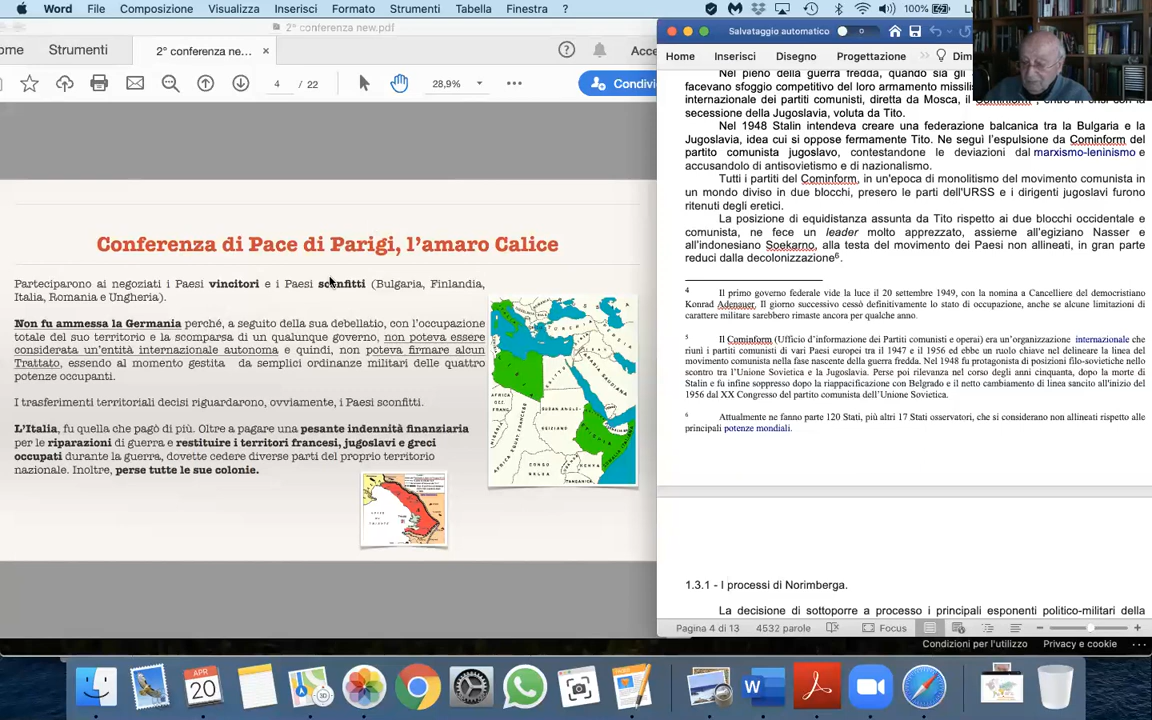 Word File Composizione Visualizza Inserisci Formato Strumenti Tabella Finestra ? 100%
2° conferenza new.pdf
ome Strumenti 2° conferenza ne... × Acce
4 / 22 28,9% Condivi
Conferenza di Pace di Parigi, l'amaro Calice
Parteciparono ai negoziati i Paesi vincitori e i Paesi sconfitti (Bulgaria, Finlandia,
Italia, Romania e Ungheria).
Non fu ammessa la Germania perché, a seguito della sua debellatio, con l'occupazione
totale del suo territorio e la scomparsa di un qualunque governo, non poteva essere
considerata un'entità internazionale autonoma e quindi, non poteva firmare alcun
Trattato, essendo al momento gestita da semplici ordinanze militari delle quattro
potenze occupanti.
I trasferimenti territoriali decisi riguardarono, ovviamente, i Paesi sconfitti.
L'Italia, fu quella che pagò di più. Oltre a pagare una pesante indennità finanziaria
per le riparazioni di guerra e restituire i territori francesi, jugoslavi e greci
occupati durante la guerra, dovette cedere diverse parti del proprio territorio
nazionale. Inoltre, perse tutte le sue colonie.
Salvataggio automatico
Home Inserisci Disegno Progettazione Dim
Nel pieno della guerra fredda, quando sia gli
facevano sfoggio competitivo del loro armamento missilis
internazionale dei partiti comunisti, diretta da Mosca, il
secessione della Jugoslavia, voluta da Tito.
Nel 1948 Stalin intendeva creare una federazione balcanica tra la Bulgaria e la
Jugoslavia, idea cui si oppose fermamente Tito. Ne seguì l'espulsione da Cominform del
partito comunista jugoslavo, contestandone le deviazioni dal marxismo-leninismo e
accusandolo di antisovietismo e di nazionalismo.
Tutti i partiti del Cominform, in un'epoca di monolitismo del movimento comunista in
un mondo diviso in due blocchi, presero le parti dell'URSS e i dirigenti jugoslavi furono
ritenuti degli eretici.
La posizione di equidistanza assunta da Tito rispetto ai due blocchi occidentale e
comunista, ne fece un leader molto apprezzato, assieme all'egiziano Nasser e
all'indonesiano Soekarno, alla testa del movimento dei Paesi non allineati, in gran parte
reduci dalla decolonizzazione6.
4 Il primo governo federale vide la luce il 20 settembre 1949, con la nomina a Cancelliere del democristiano
Konrad Adenauer. Il giorno successivo cessò definitivamente lo stato di occupazione, anche se alcune limitazioni di
carattere militare sarebbero rimaste ancora per qualche anno.
5 Il Cominform (Ufficio d'informazione dei Partiti comunisti e operai) era un'organizzazione internazionale che
riunì i partiti comunisti di vari Paesi europei tra il 1947 e il 1956 ed ebbe un ruolo chiave nel delineare la linea del
movimento comunista nella fase nascente della guerra fredda. Nel 1948 fu protagonista di posizioni filo-sovietiche nello
scontro tra l'Unione Sovietica e la Jugoslavia. Perse poi rilevanza nel corso degli anni cinquanta, dopo la morte di
Stalin e fu infine soppresso dopo la riappacificazione con Belgrado e il netto cambiamento di linea sancito all'inizio del
1956 dal XX Congresso del partito comunista dell'Unione Sovietica.
6 Attualmente ne fanno parte 120 Stati, più altri 17 Stati osservatori, che si considerano non allineati rispetto alle
principali potenze mondiali.
1.3.1 - I processi di Norimberga.
La decisione di sottoporre a processo i principali esponenti politico-militari della
Pagina 4 di 13 4532 parole Focus
Condizioni per l'utilizzo Privacy e cookie
APR
20